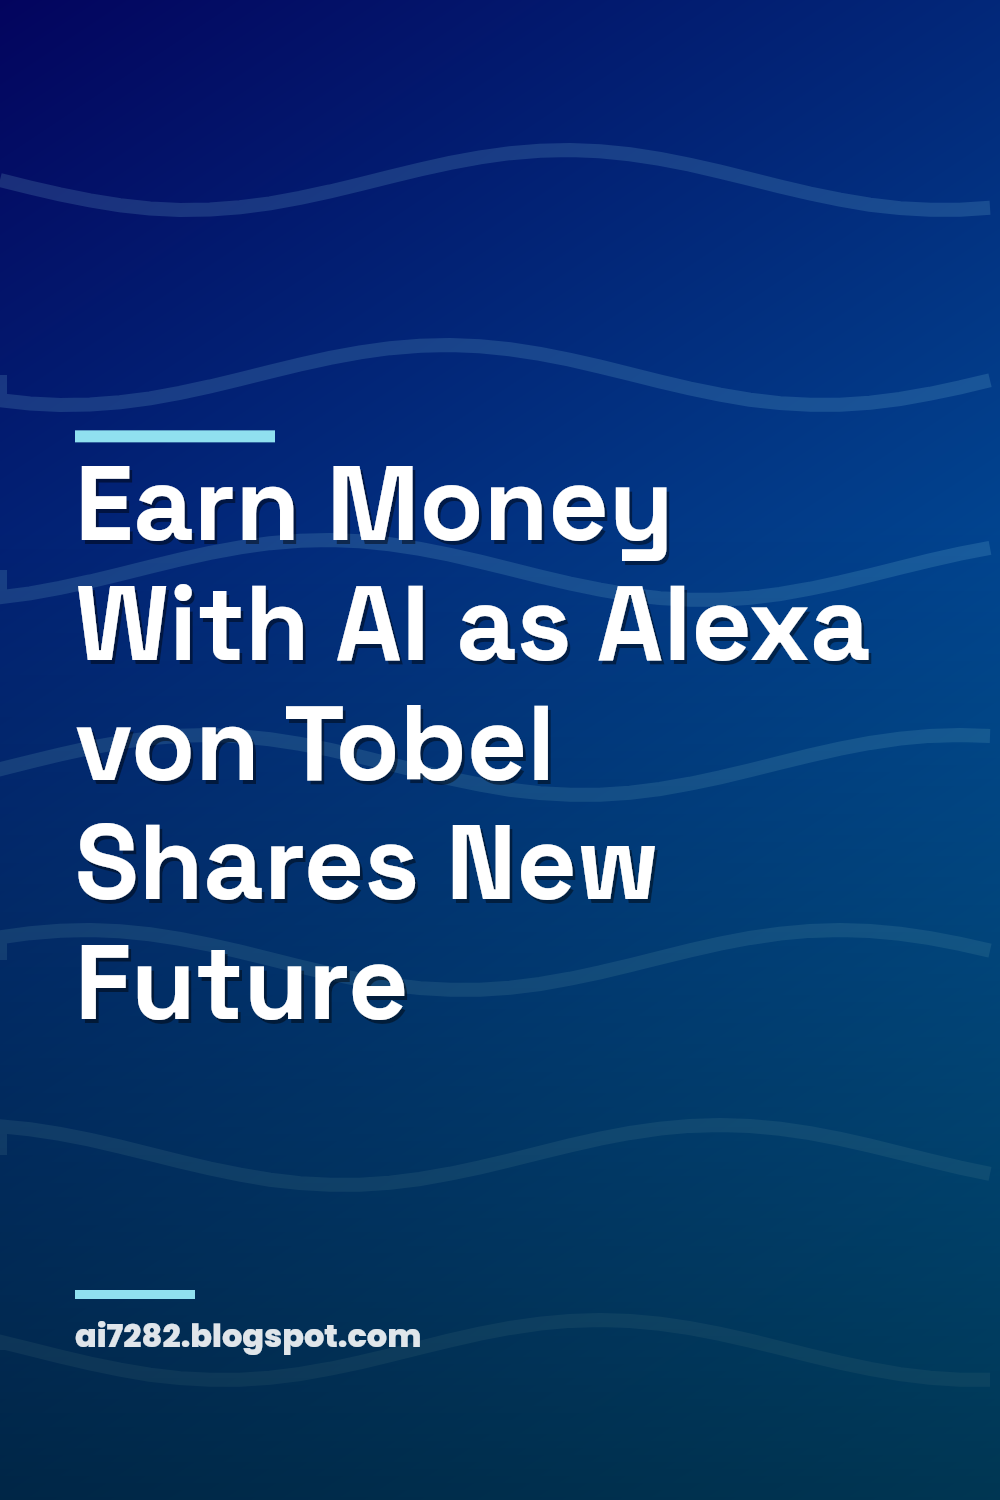 Earn Money
With AI as Alexa
von Tobel
Shares New
Future
ai7282.blogspot.com